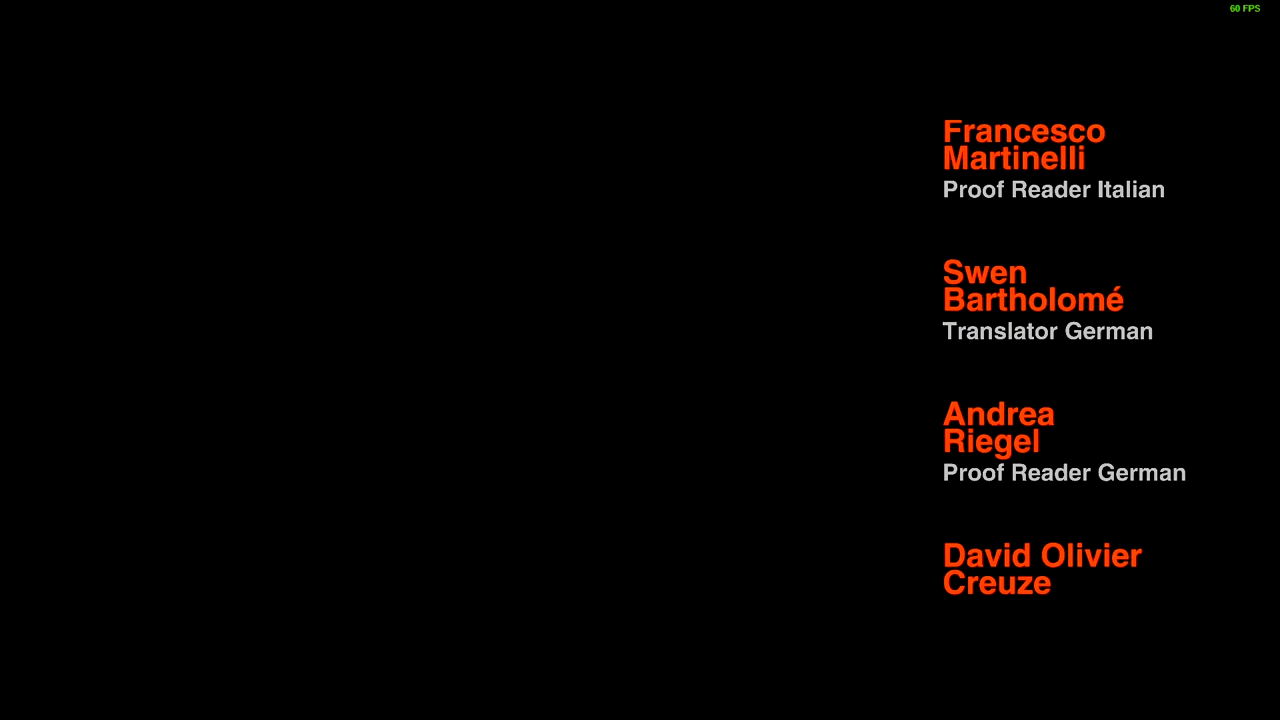 60 FPS
Francesco
Martinelli
Proof Reader Italian
Swen
Bartholomé
Translator German
Andrea
Riegel
Proof Reader German
David Olivier
Creuze